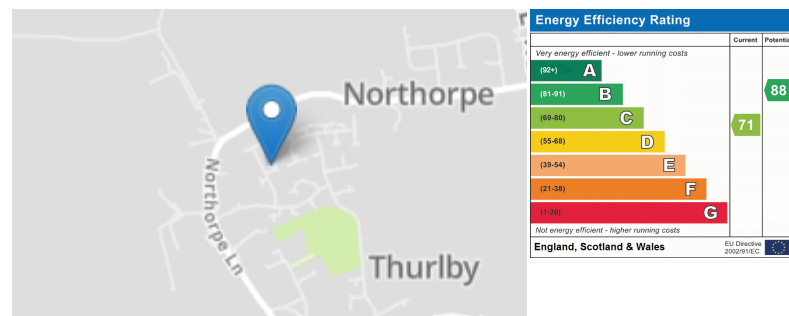 Northorpe
Northorpe Ln
Thurlby
Energy Efficiency Rating
Current Potentia
Very energy efficient - lower running costs
(92+) A
(81-91) B
88
(69-80) C
71
(55-68) D
(39-54) E
(21-38) F
(1-20) G
Not energy efficient - higher running costs
England, Scotland & Wales
EU Directive
2002/91/EC